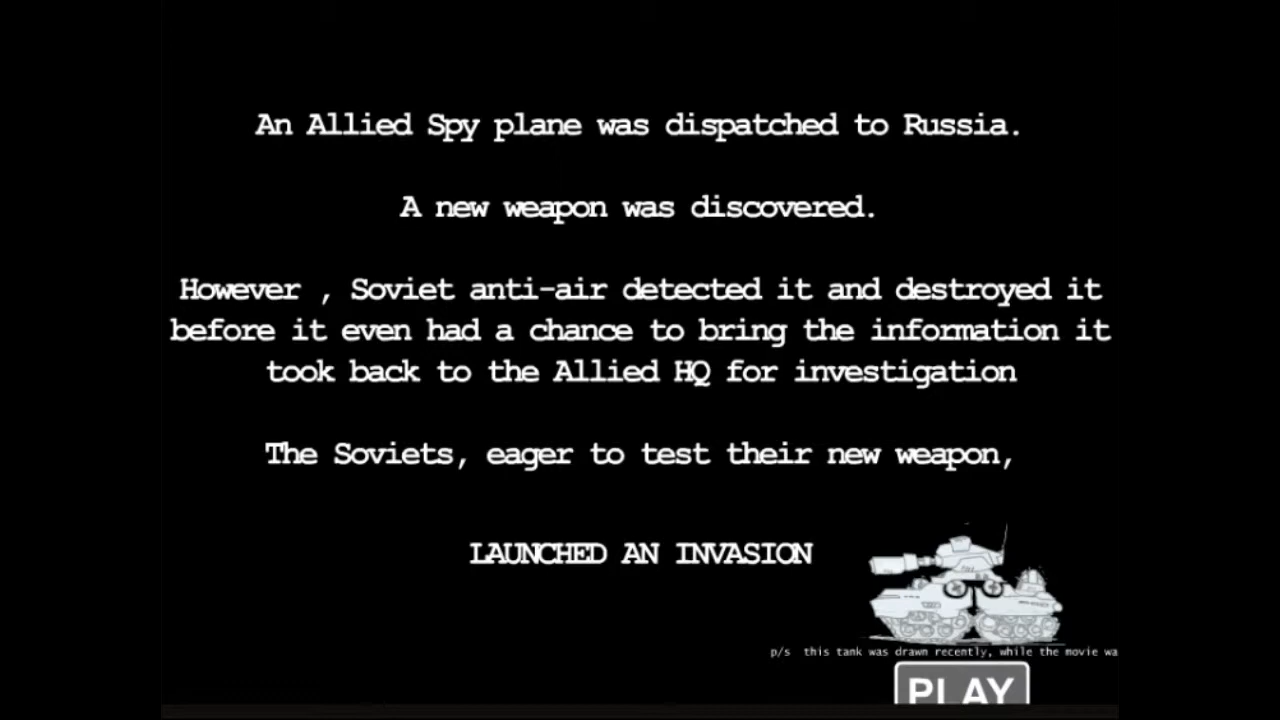 An Allied Spy plane was dispatched to Russia.
A new weapon was discovered.
However , Soviet anti-air detected it and destroyed it
before it even had a chance to bring the information it
took back to the Allied HQ for investigation
The Soviets, eager to test their new weapon,
LAUNCHED AN INVASION
p/s this tank was drawn recently, while the movie wa
PLAY